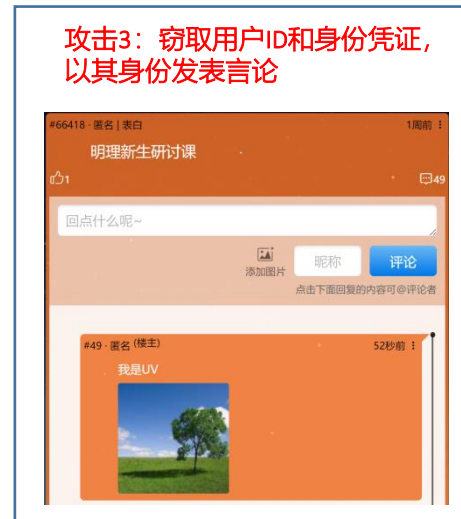 攻击3：窃取用户ID和身份凭证，
以其身份发表言论
#66418 · 匿名 | 表白 1周前
明理新生研讨课
1 49
回点什么呢~
添加图片 昵称 评论
点击下面回复的内容可@评论者
#49 · 匿名 (楼主) 52秒前
我是UV